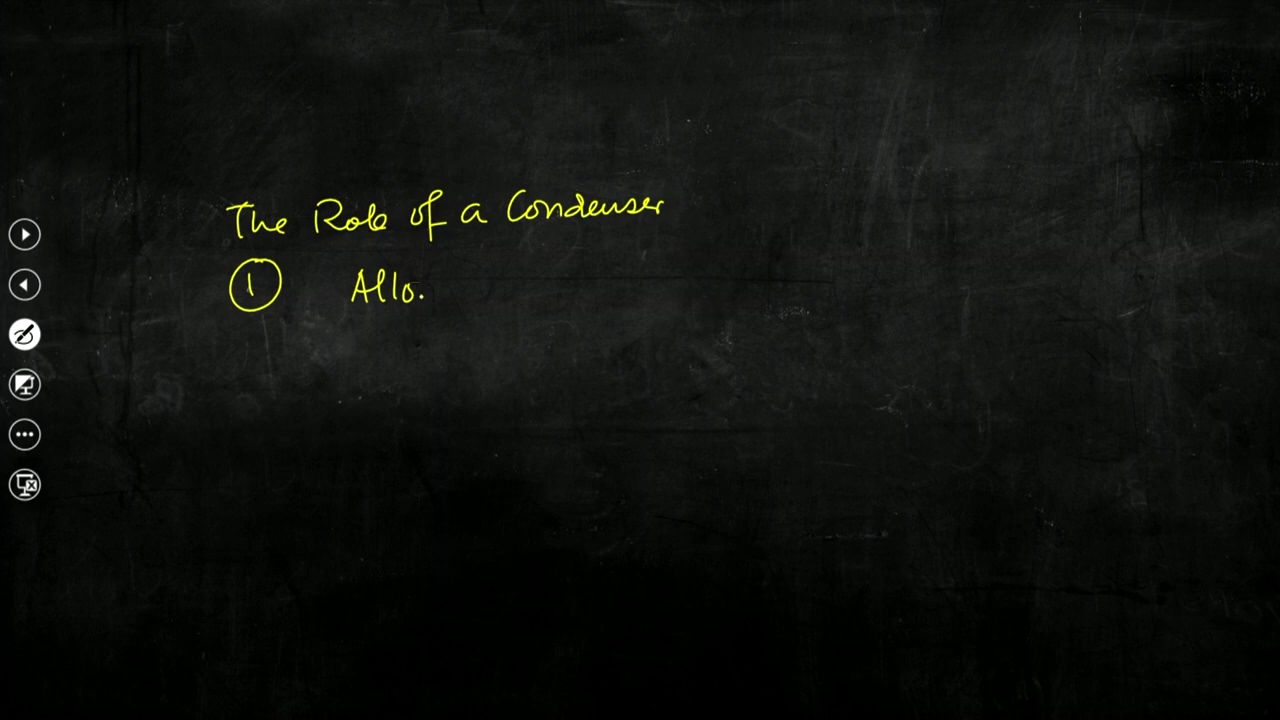 The Role of a Condenser
① Allo.